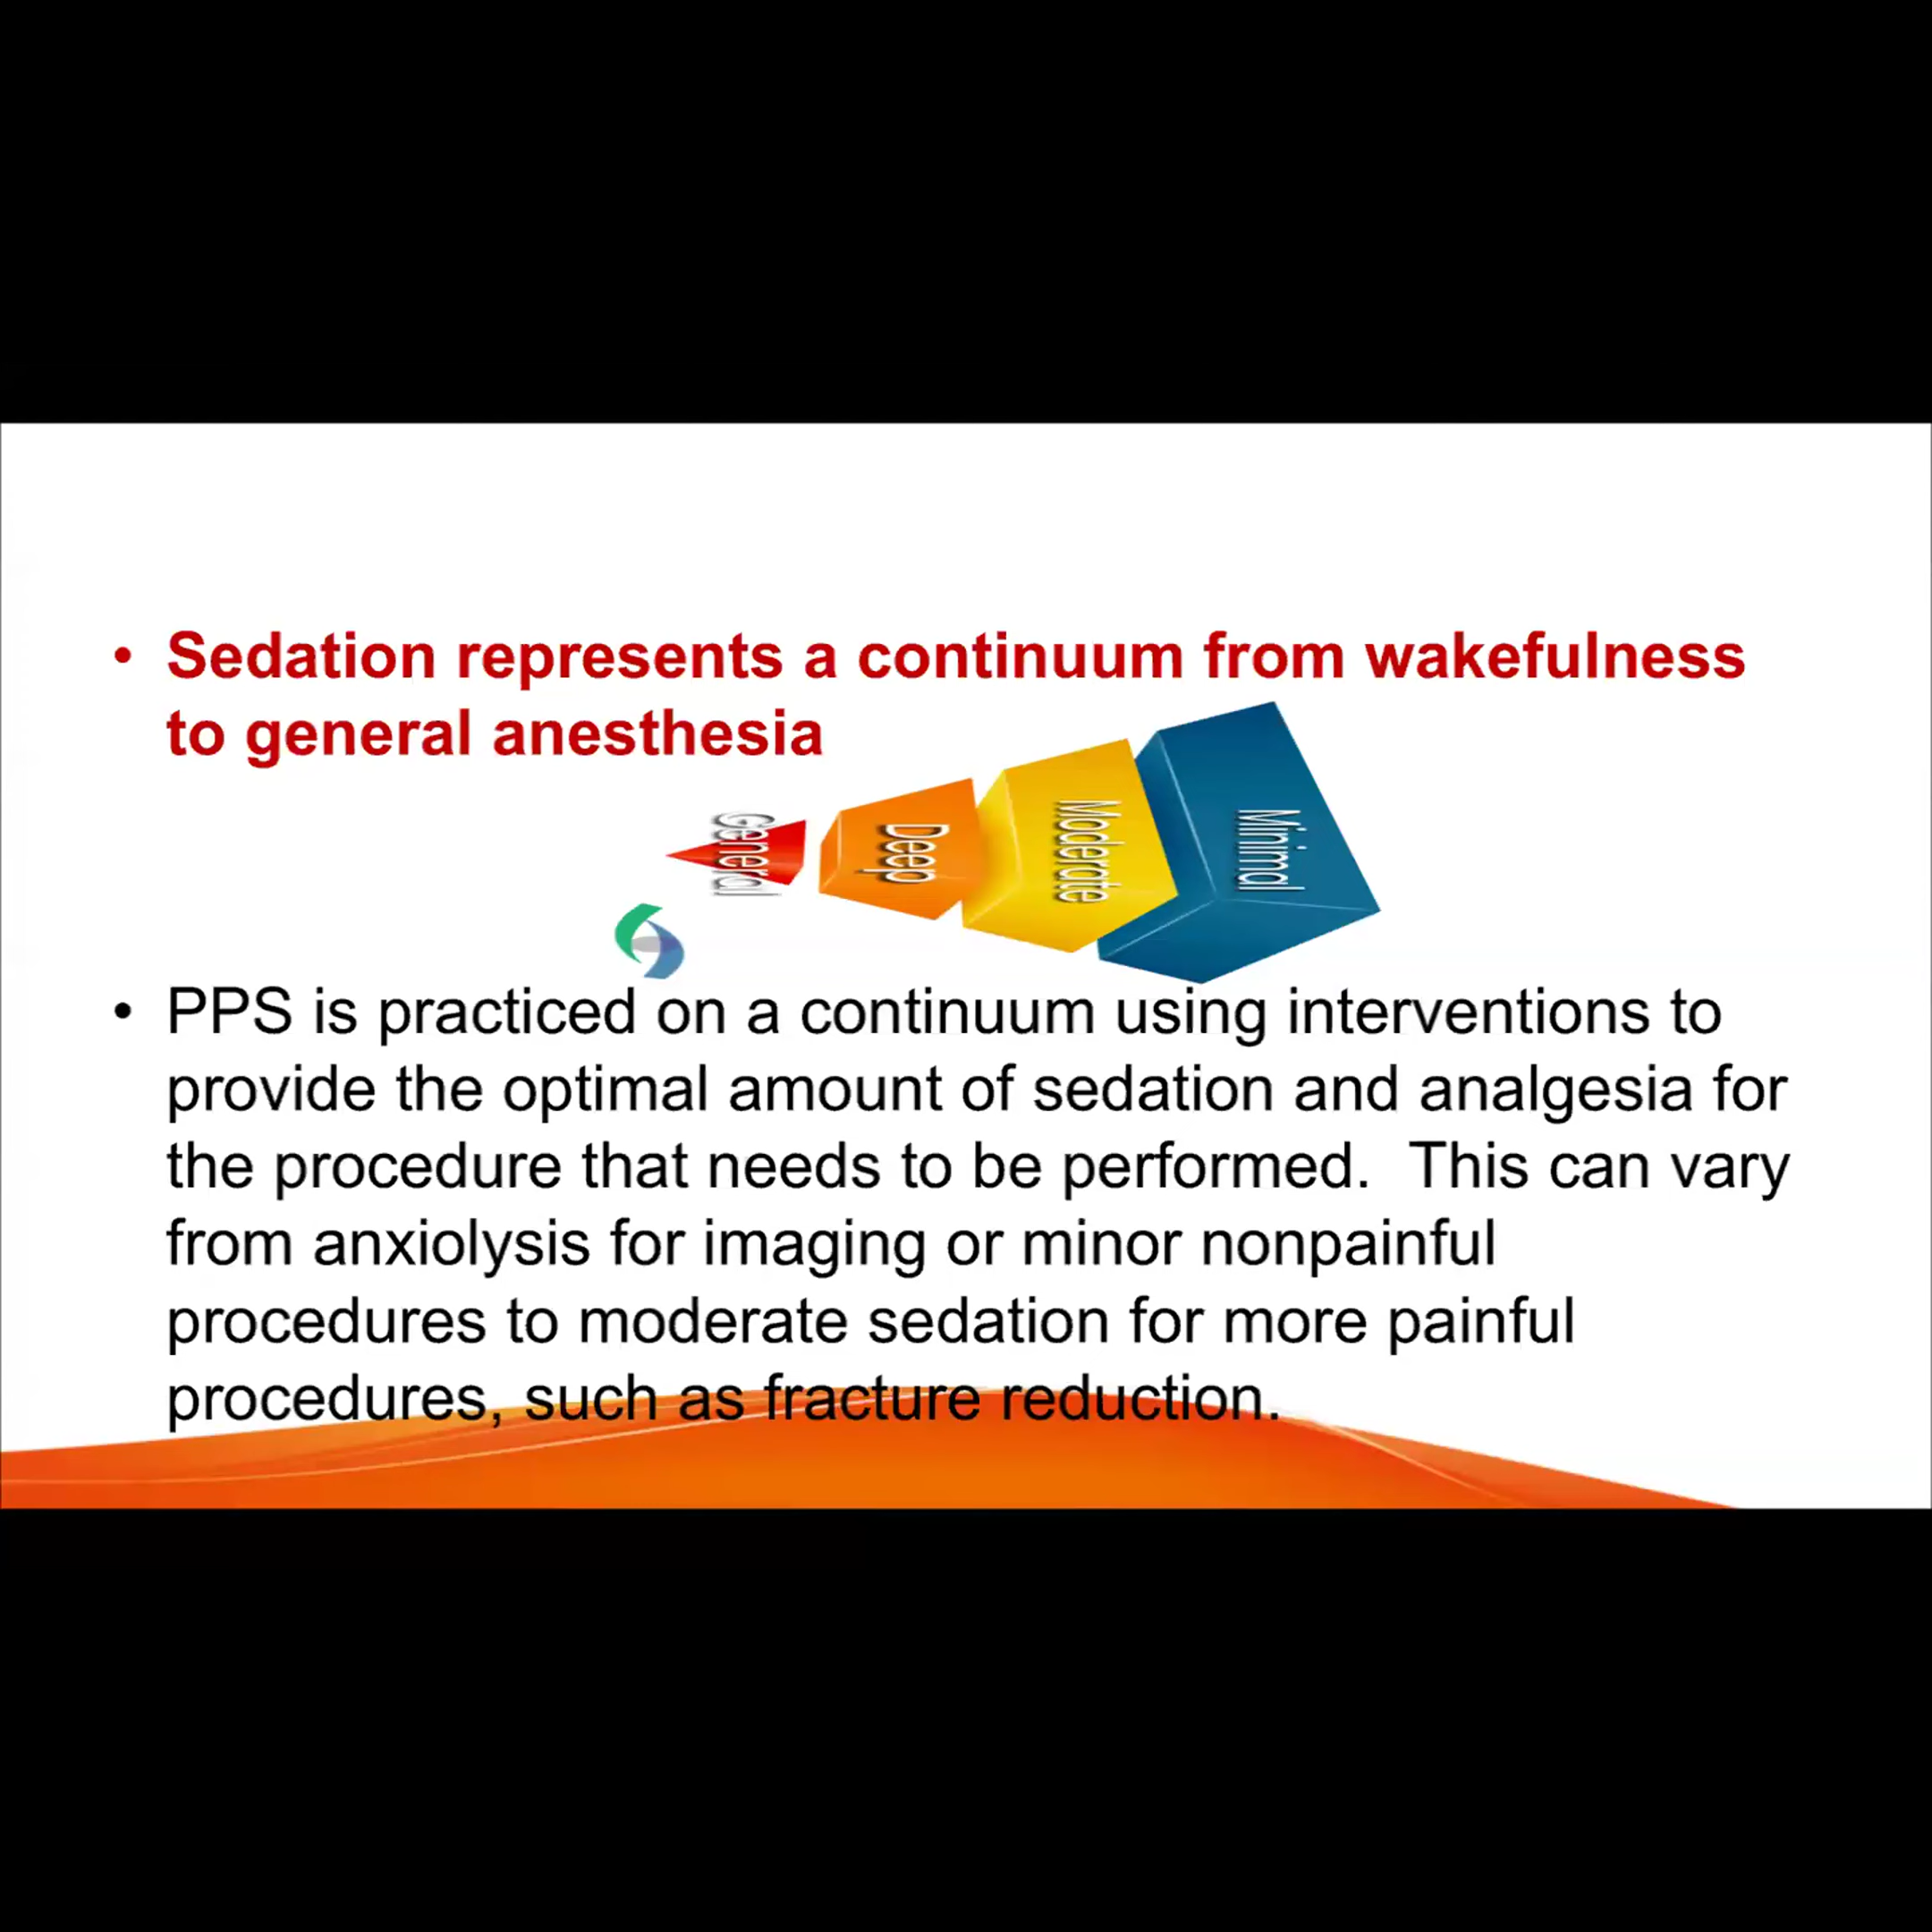 • Sedation represents a continuum from wakefulness
to general anesthesia
General
Deep
Moderate
Minimal
• PPS is practiced on a continuum using interventions to
provide the optimal amount of sedation and analgesia for
the procedure that needs to be performed.  This can vary
from anxiolysis for imaging or minor nonpainful
procedures to moderate sedation for more painful
procedures, such as fracture reduction.